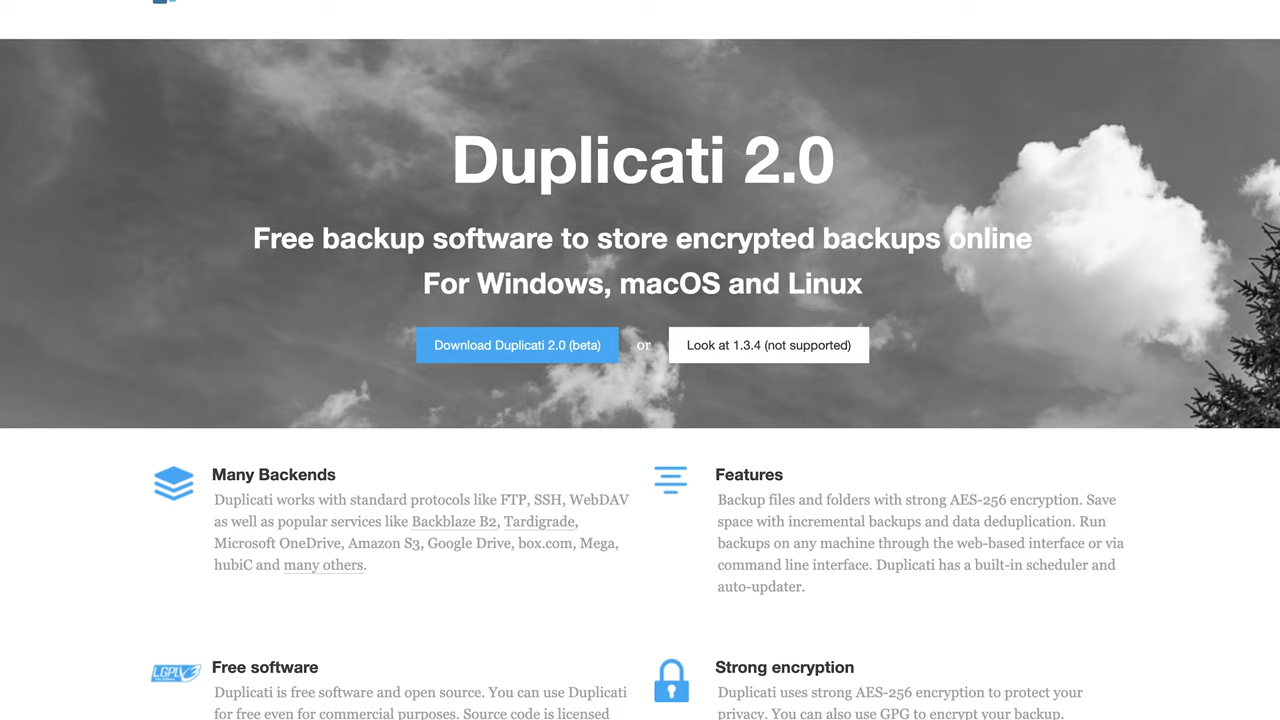 Duplicati 2.0
Free backup software to store encrypted backups online
For Windows, macOS and Linux
Download Duplicati 2.0 (beta)
or
Look at 1.3.4 (not supported)
Many Backends
Duplicati works with standard protocols like FTP, SSH, WebDAV
as well as popular services like Backblaze B2, Tardigrade,
Microsoft OneDrive, Amazon S3, Google Drive, box.com, Mega,
hubiC and many others.
Features
Backup files and folders with strong AES-256 encryption. Save
space with incremental backups and data deduplication. Run
backups on any machine through the web-based interface or via
command line interface. Duplicati has a built-in scheduler and
auto-updater.
LGPLV3
Free software
Duplicati is free software and open source. You can use Duplicati
for free even for commercial purposes. Source code is licensed
Strong encryption
Duplicati uses strong AES-256 encryption to protect your
privacy. You can also use GPG to encrypt your backup.